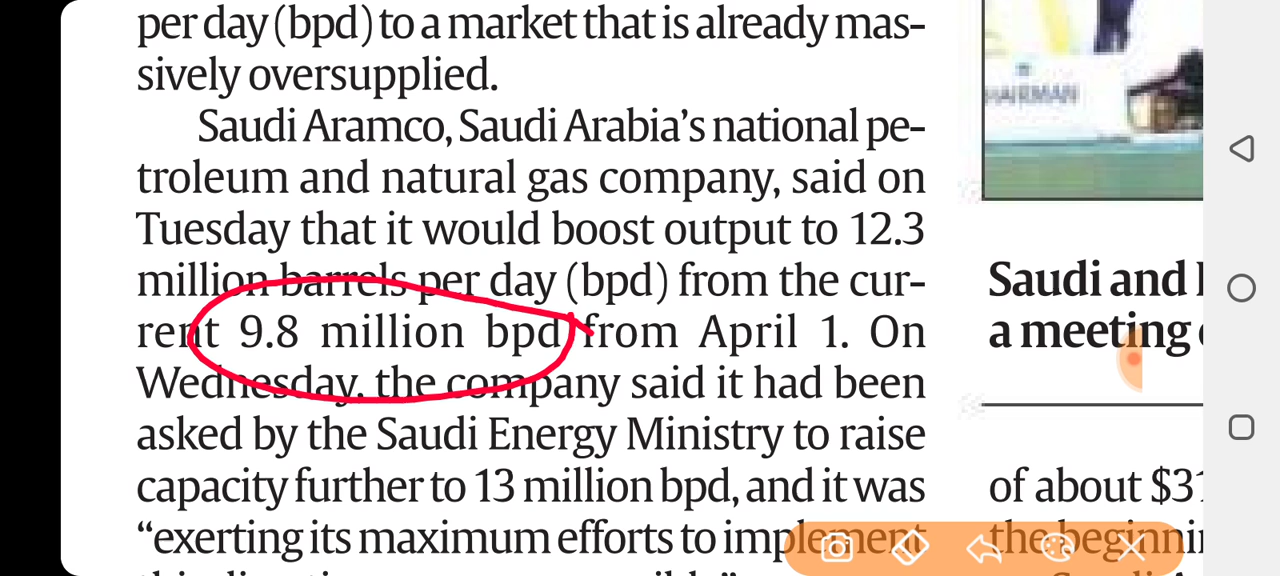 per day (bpd) to a market that is already mas-
sively oversupplied.
Saudi Aramco, Saudi Arabia's national pe-
troleum and natural gas company, said on
Tuesday that it would boost output to 12.3
million barrels per day (bpd) from the cur-
rent 9.8 million bpd from April 1. On
Wednesday, the company said it had been
asked by the Saudi Energy Ministry to raise
capacity further to 13 million bpd, and it was
“exerting its maximum efforts to implement
HAIRMAN
Saudi and
a meeting
of about $31
the beginni